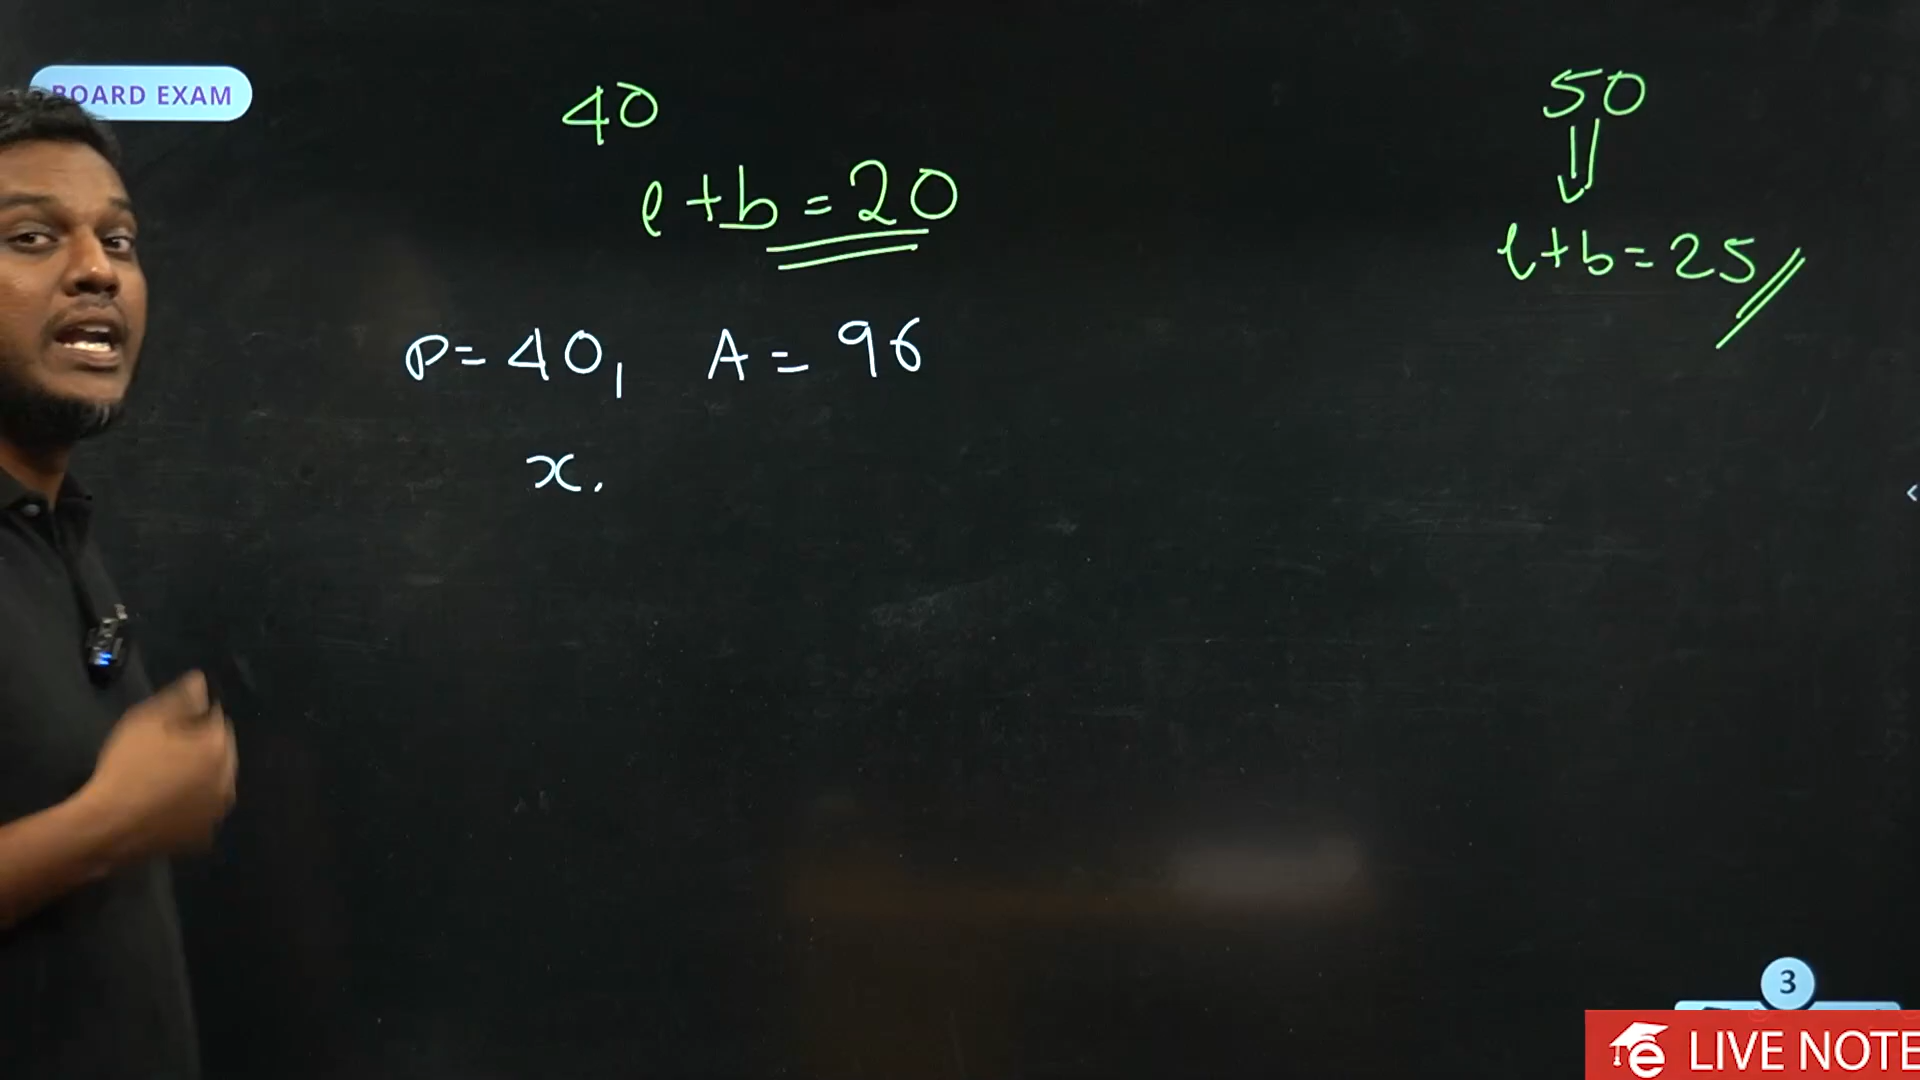 BOARD EXAM
40
l+b=20
P=40, A=96
x,
50
l+b=25
<
3
LIVE NOTE